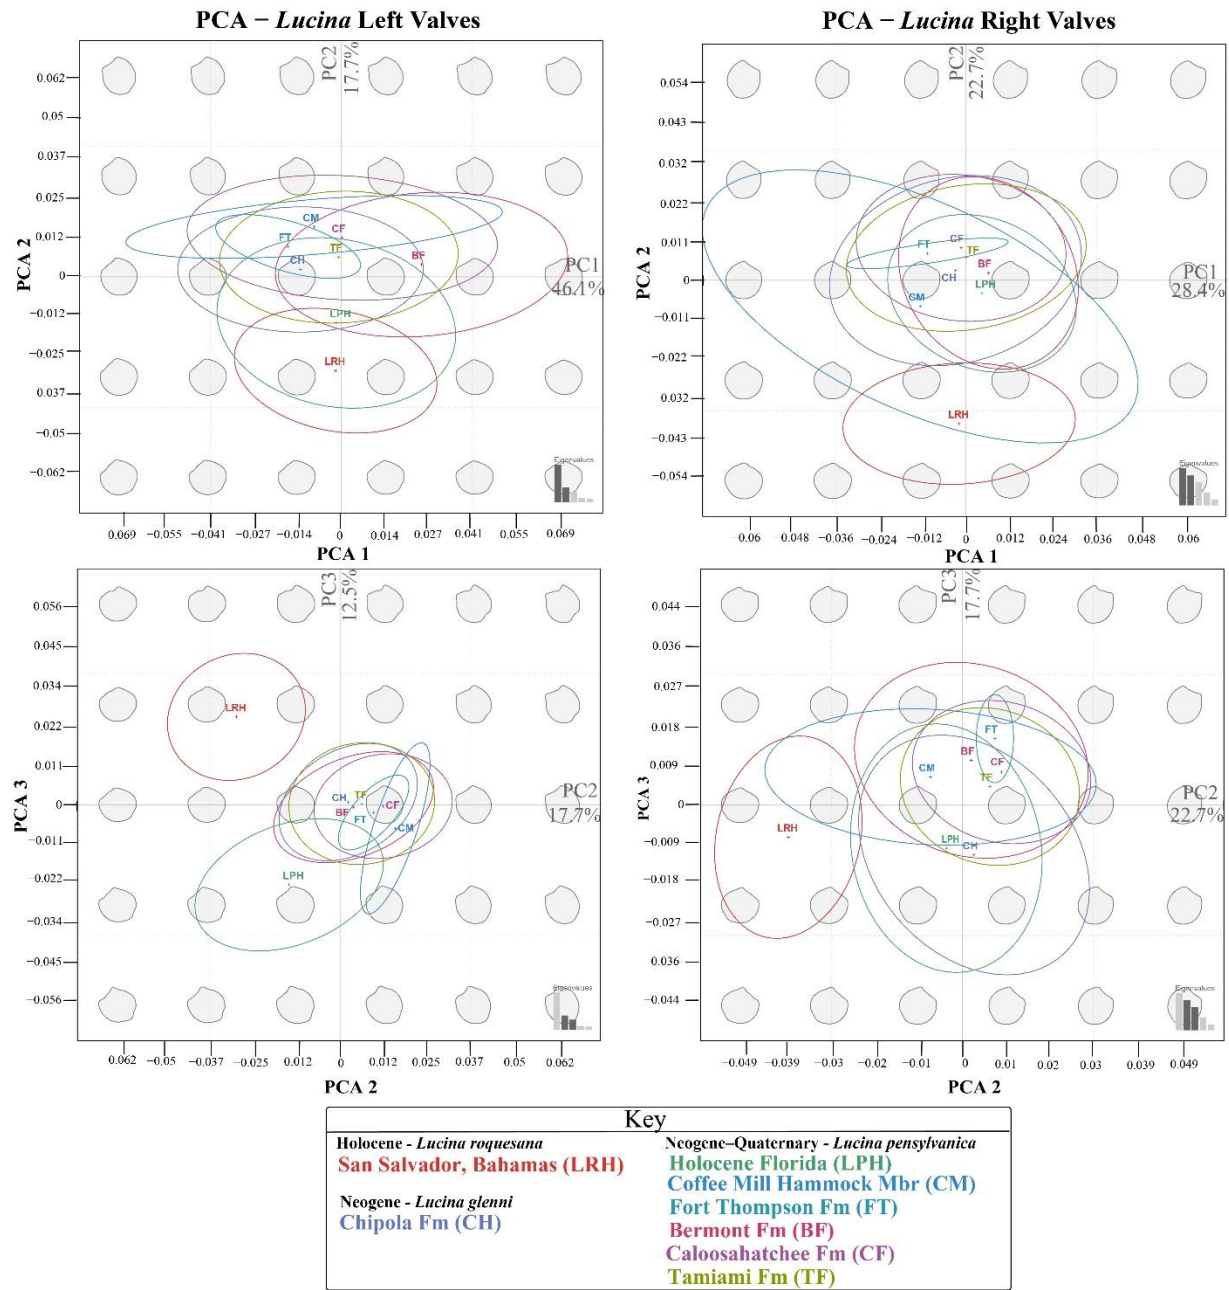 PCA − Lucina Left Valves
PC2
17.7%
0.062
0.05
0.037
0.025
0.012
0
−0.012
−0.025
0.037
−0.05
−0.062
PCA 2
CM
CF
FT
TF
BF
CH
PC1
46.1%
LPH
LRH
Eigenvalues
0.069 −0.055 −0.041 −0.027 −0.014 0 0.014 0.027 0.041 0.055 0.069
PCA 1
PCA − Lucina Right Valves
PC2
22.7%
0.054
0.043
0.032
0.022
0.011
0
−0.011
−0.022
0.032
−0.043
−0.054
PCA 2
CF
FT
TF
BF
CH
LPH
CM
PC1
28.4%
LRH
Eigenvalues
−0.06 0.048 −0.036 −0.024 −0.012 0 0.012 0.024 0.036 0.048 0.06
PCA 1
PC3
12.5%
0.056
0.045
0.034
0.022
0.011
0
−0.011
−0.022
−0.034
−0.045
−0.056
PCA 3
LRH
CH
TF
BF
CF
FT
CM
PC2
17.7%
LPH
Eigenvalues
0.062 −0.05 −0.037 −0.025 −0.012 0 0.012 0.025 0.037 0.05 0.062
PCA 2
PC3
17.7%
0.044
0.036
0.027
0.018
0.009
0
−0.009
−0.018
−0.027
0.036
−0.044
PCA 3
FT
BF
CF
CM
TF
PC2
22.7%
LRH
LPH
CH
Eigenvalues
−0.049 −0.039 −0.03 −0.02 −0.01 0 0.01 0.02 0.03 0.039 0.049
PCA 2
Key
Holocene - Lucina roquesana
San Salvador, Bahamas (LRH)
Neogene - Lucina glenni
Chipola Fm (CH)
Neogene–Quaternary - Lucina pensylvanica
Holocene Florida (LPH)
Coffee Mill Hammock Mbr (CM)
Fort Thompson Fm (FT)
Bermont Fm (BF)
Caloosahatchee Fm (CF)
Tamiami Fm (TF)